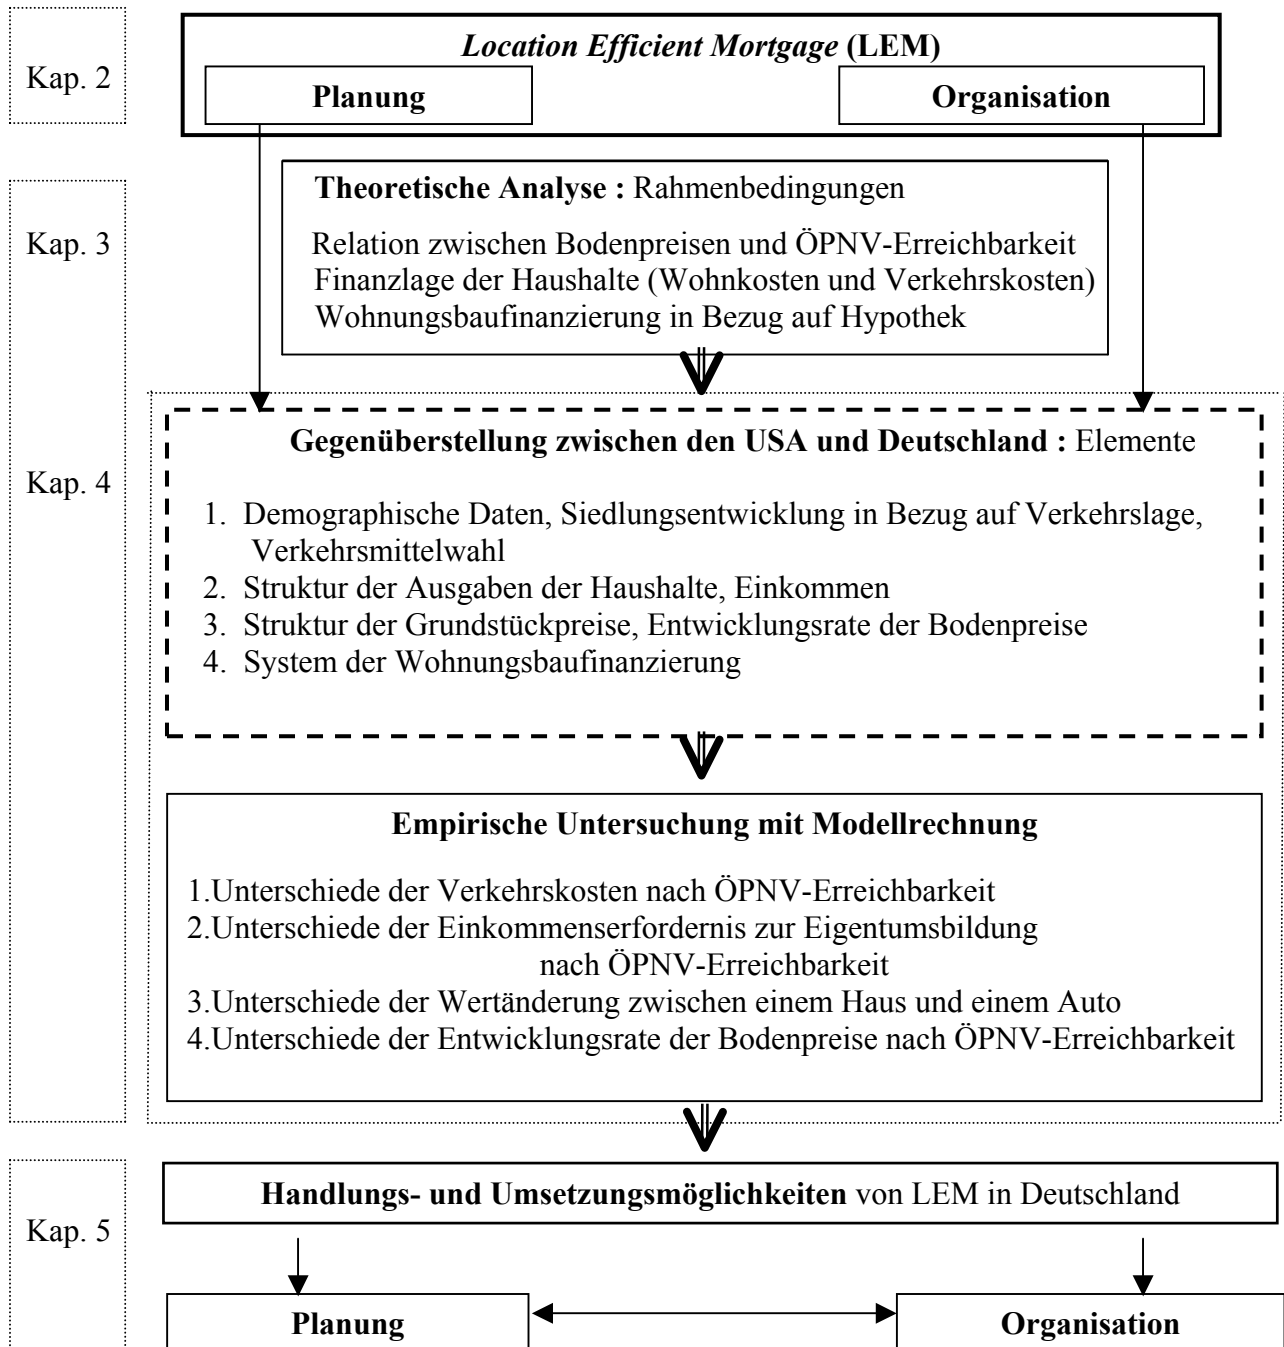 Kap. 2
Location Efficient Mortgage (LEM)
Planung
Organisation
Kap. 3
Theoretische Analyse : Rahmenbedingungen
Relation zwischen Bodenpreisen und ÖPNV-Erreichbarkeit
Finanzlage der Haushalte (Wohnkosten und Verkehrskosten)
Wohnungsbaufinanzierung in Bezug auf Hypothek
Kap. 4
Gegenüberstellung zwischen den USA und Deutschland : Elemente
1. Demographische Daten, Siedlungsentwicklung in Bezug auf Verkehrslage,
Verkehrsmittelwahl
2. Struktur der Ausgaben der Haushalte, Einkommen
3. Struktur der Grundstückpreise, Entwicklungsrate der Bodenpreise
4. System der Wohnungsbaufinanzierung
Empirische Untersuchung mit Modellrechnung
1.Unterschiede der Verkehrskosten nach ÖPNV-Erreichbarkeit
2.Unterschiede der Einkommenserfordernis zur Eigentumsbildung
nach ÖPNV-Erreichbarkeit
3.Unterschiede der Wertänderung zwischen einem Haus und einem Auto
4.Unterschiede der Entwicklungsrate der Bodenpreise nach ÖPNV-Erreichbarkeit
Kap. 5
Handlungs- und Umsetzungsmöglichkeiten von LEM in Deutschland
Planung
Organisation